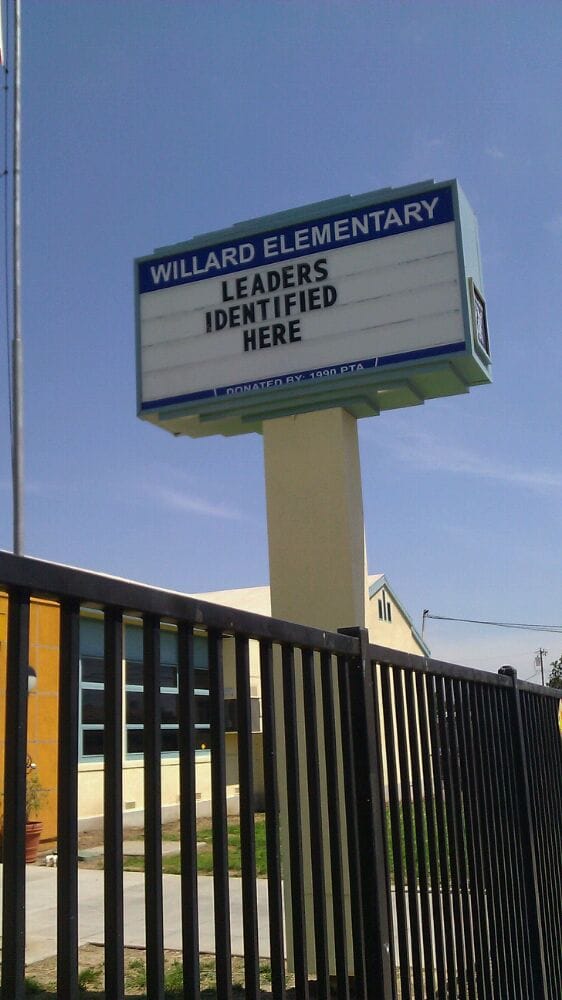 WILLARD ELEMENTARY
LEADERS
IDENTIFIED
HERE
DONATED BY: 1990 PTA